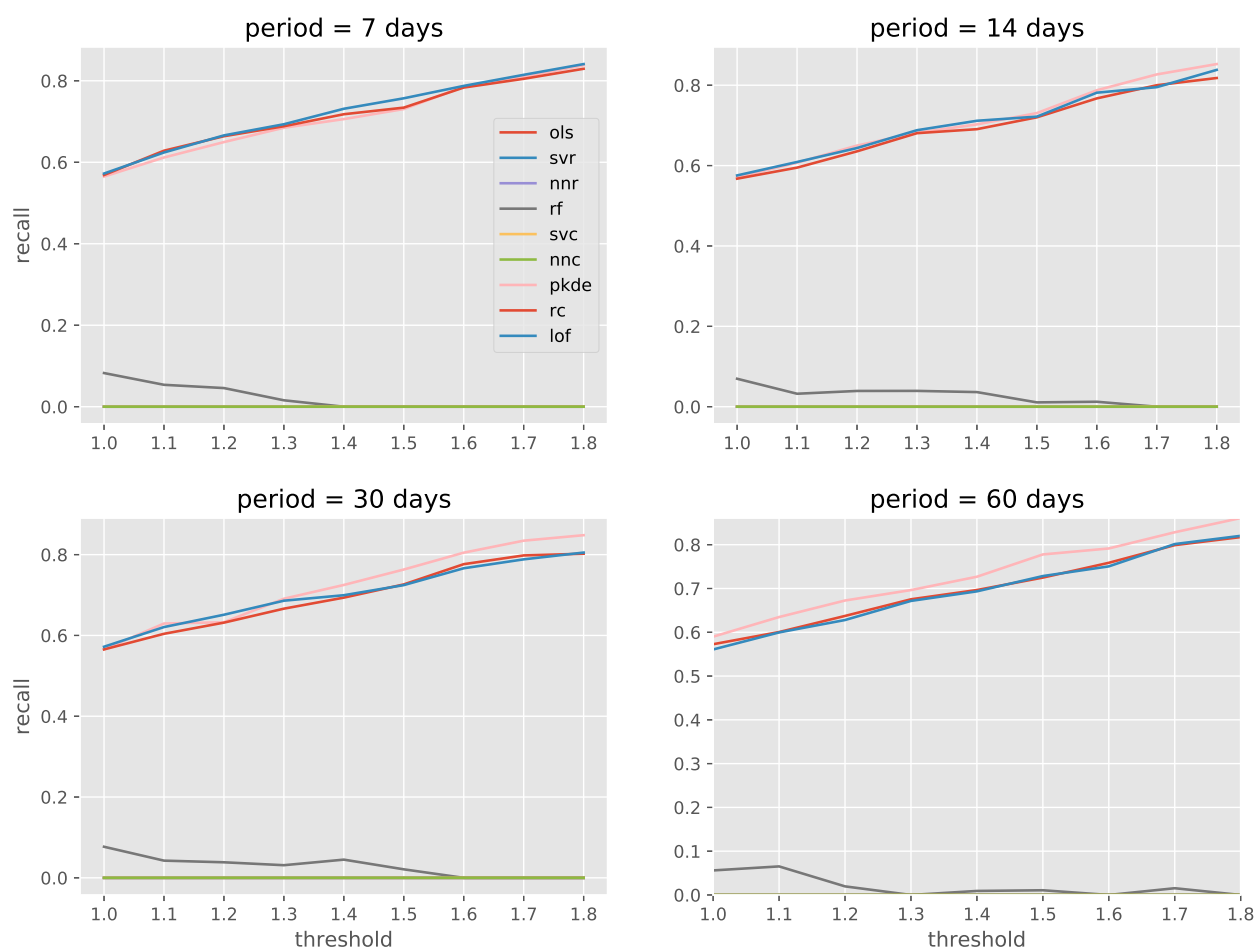 period = 7 days
recall
0.8
0.6
0.4
0.2
0.0
1.0 1.1 1.2 1.3 1.4 1.5 1.6 1.7 1.8
ols
svr
nnr
rf
svc
nnc
pkde
rc
lof
period = 14 days
0.8
0.6
0.4
0.2
0.0
1.0 1.1 1.2 1.3 1.4 1.5 1.6 1.7 1.8
period = 30 days
recall
0.8
0.6
0.4
0.2
0.0
1.0 1.1 1.2 1.3 1.4 1.5 1.6 1.7 1.8
threshold
period = 60 days
0.8
0.7
0.6
0.5
0.4
0.3
0.2
0.1
0.0
1.0 1.1 1.2 1.3 1.4 1.5 1.6 1.7 1.8
threshold